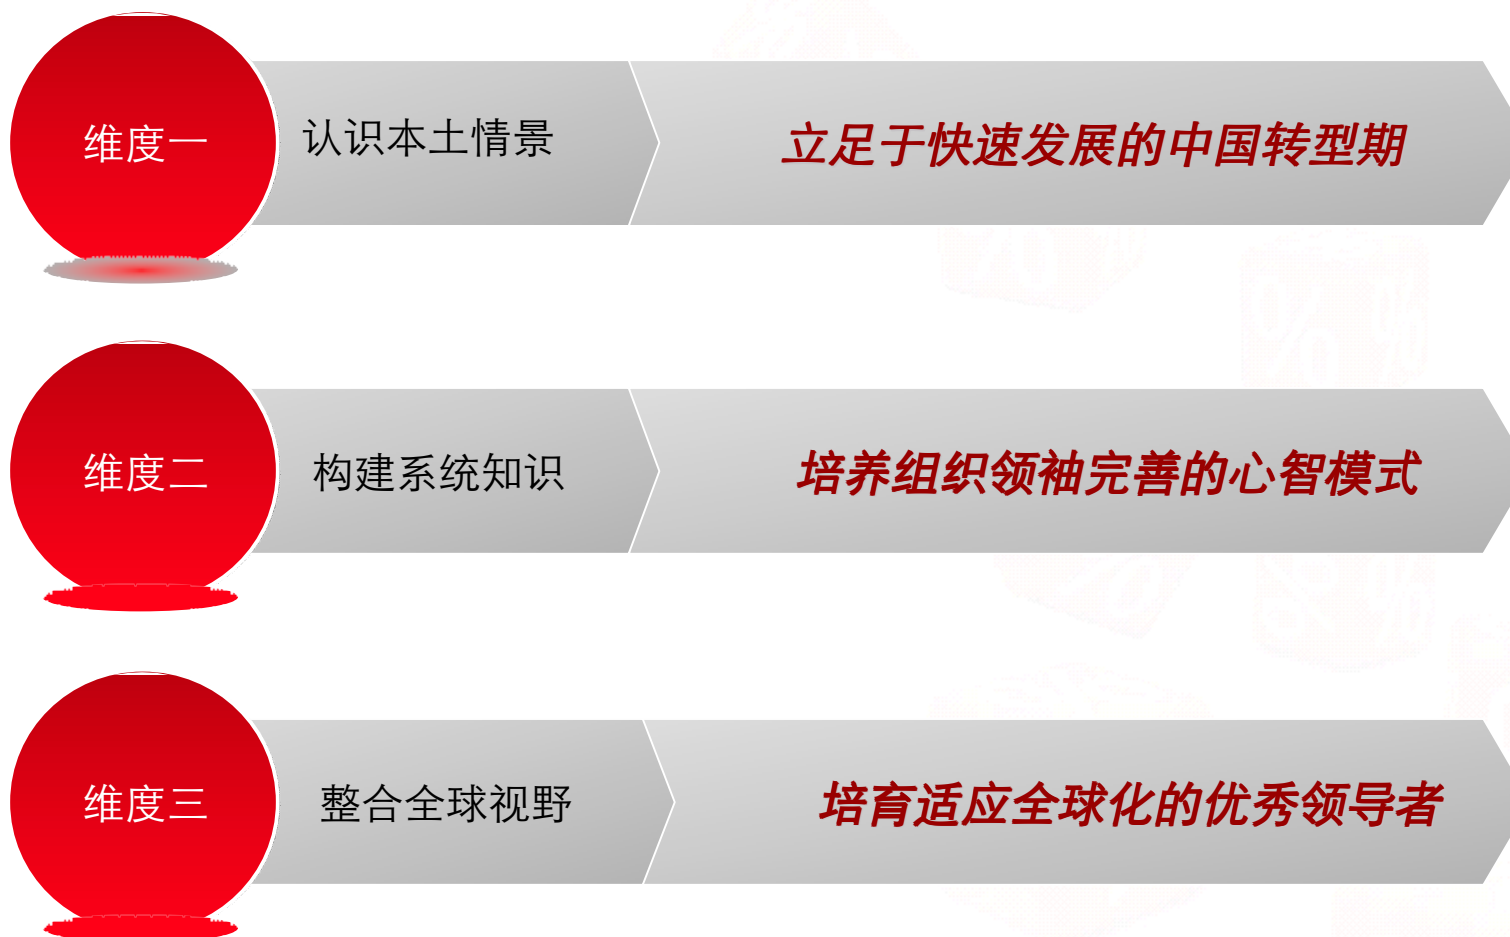 维度一
认识本土情景
立足于快速发展的中国转型期
维度二
构建系统知识
培养组织领袖完善的心智模式
维度三
整合全球视野
培育适应全球化的优秀领导者